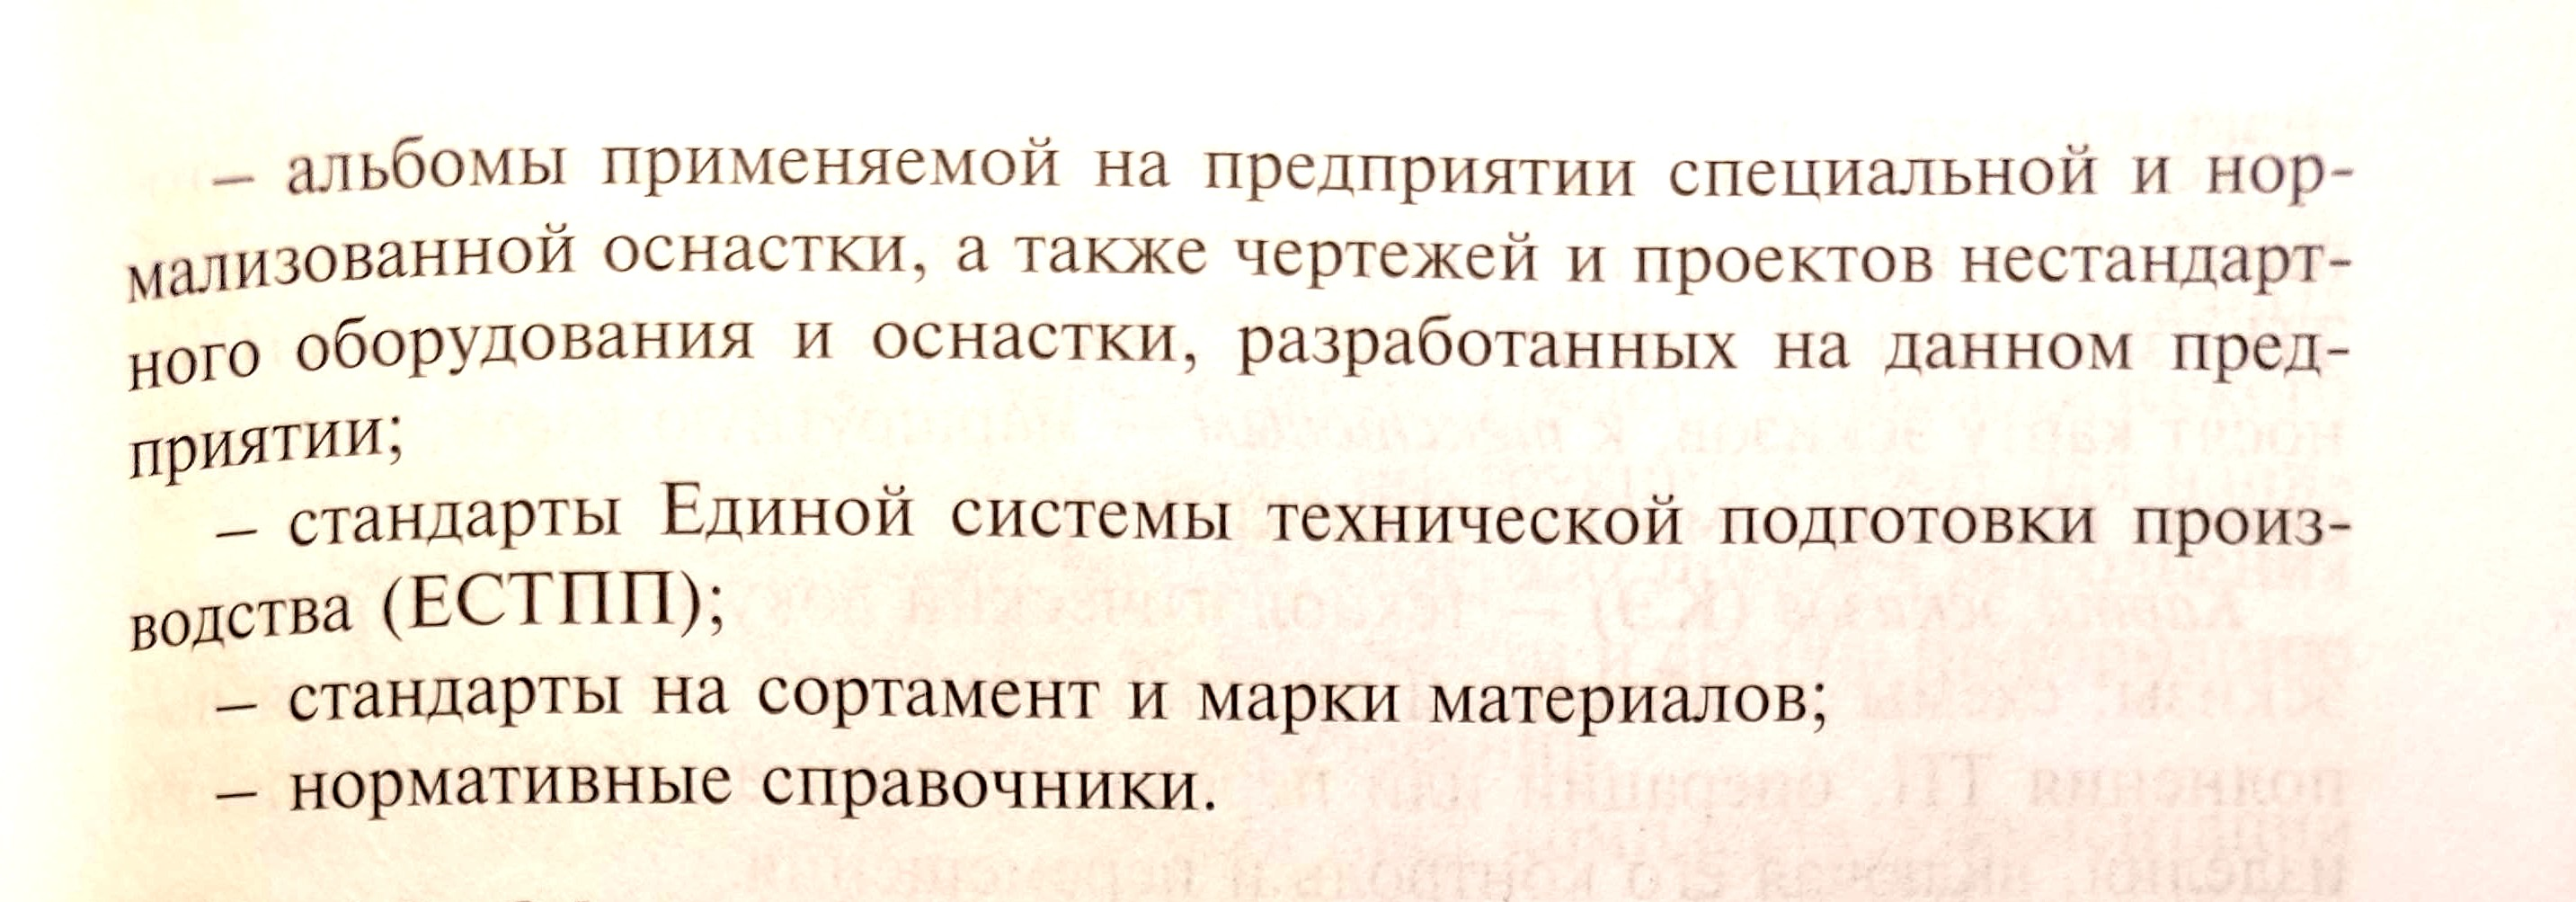 – альбомы применяемой на предприятии специальной и нор-
мализованной оснастки, а также чертежей и проектов нестандарт-
ного оборудования и оснастки, разработанных на данном пред-
приятии;
– стандарты Единой системы технической подготовки произ-
водства (ЕСТПП);
– стандарты на сортамент и марки материалов;
– нормативные справочники.